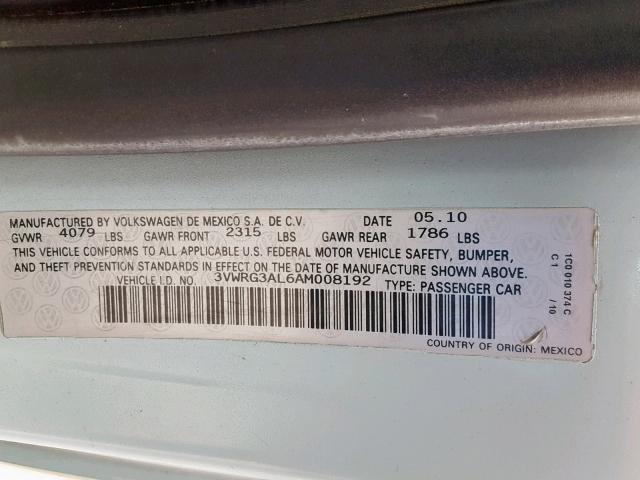 MANUFACTURED BY VOLKSWAGEN DE MEXICO S.A. DE C.V. DATE 05.10
GVWR 4079 LBS GAWR FRONT 2315 LBS GAWR REAR 1786 LBS
THIS VEHICLE CONFORMS TO ALL APPLICABLE U.S. FEDERAL MOTOR VEHICLE SAFETY, BUMPER,
AND THEFT PREVENTION STANDARDS IN EFFECT ON THE DATE OF MANUFACTURE SHOWN ABOVE.
VEHICLE I.D. NO. 3VWRG3AL6AM008192 TYPE: PASSENGER CAR
COUNTRY OF ORIGIN: MEXICO
1C0 010 374 C
C1 /10